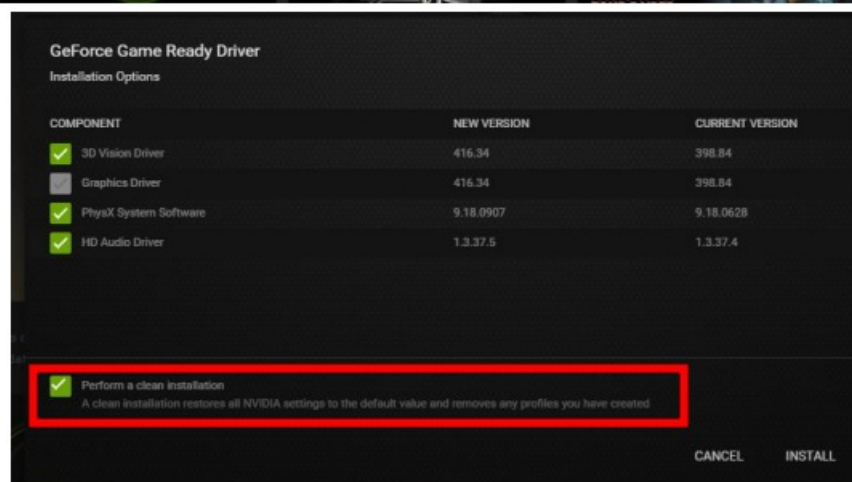 GeForce Game Ready Driver
Installation Options
COMPONENT NEW VERSION CURRENT VERSION
3D Vision Driver 416.34 398.84
Graphics Driver 416.34 398.84
PhysX System Software 9.18.0907 9.18.0628
HD Audio Driver 1.3.37.5 1.3.37.4
Perform a clean installation
A clean installation restores all NVIDIA settings to the default value and removes any profiles you have created
CANCEL INSTALL